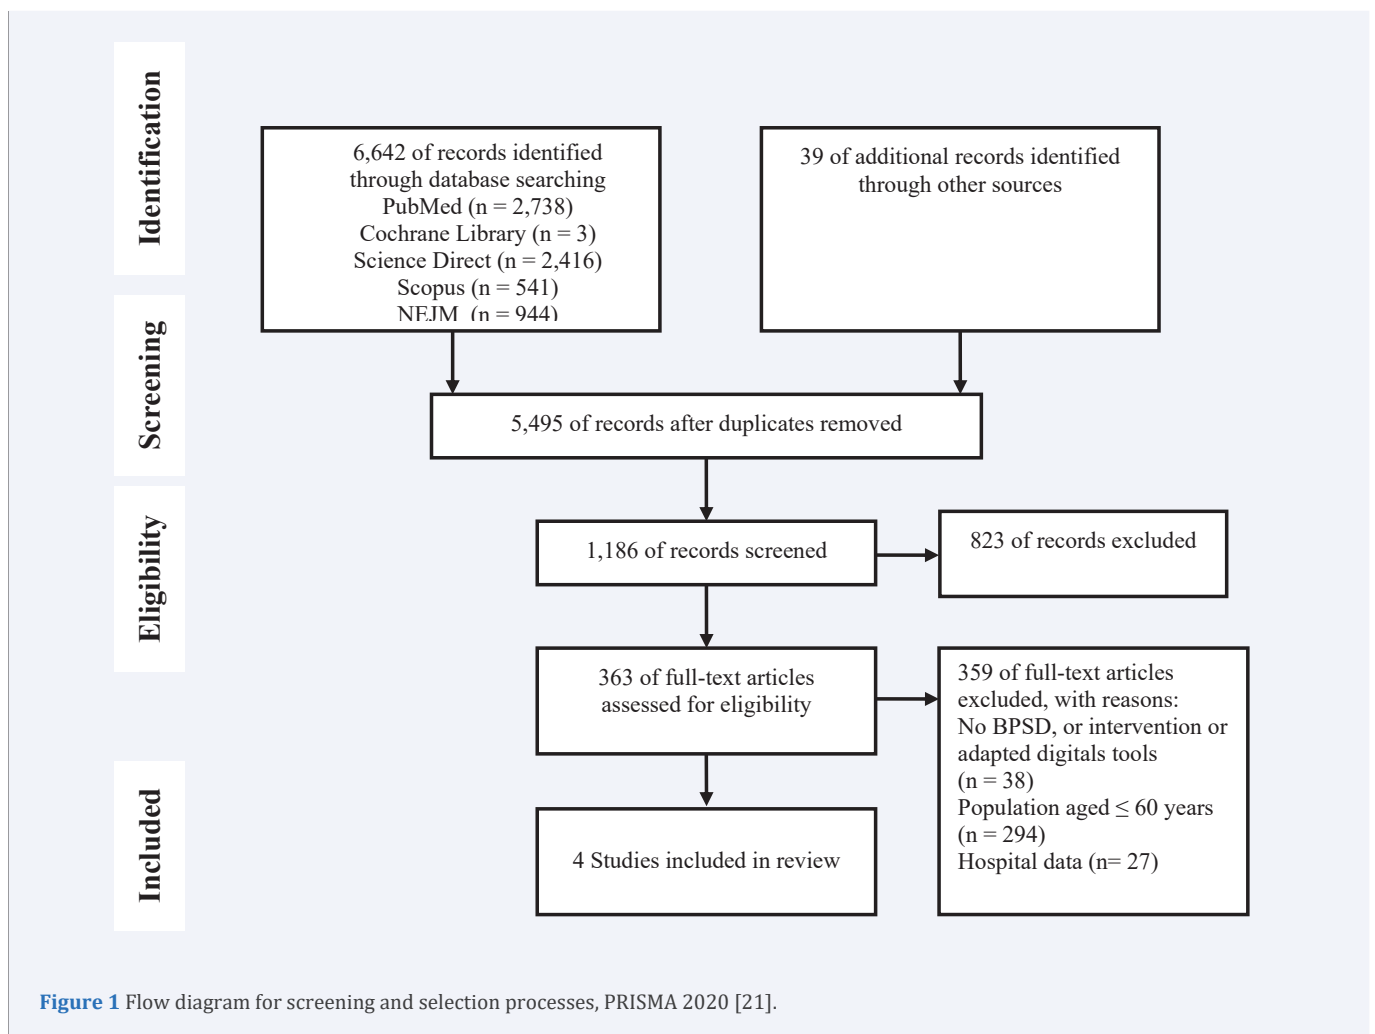 Identification
6,642 of records identified
through database searching
PubMed (n = 2,738)
Cochrane Library (n = 3)
Science Direct (n = 2,416)
Scopus (n = 541)
NEJM (n = 944)
39 of additional records identified
through other sources
Screening
5,495 of records after duplicates removed
Eligibility
1,186 of records screened
823 of records excluded
363 of full-text articles
assessed for eligibility
359 of full-text articles
excluded, with reasons:
No BPSD, or intervention or
adapted digitals tools
(n = 38)
Population aged ≤ 60 years
(n = 294)
Hospital data (n= 27)
Included
4 Studies included in review
Figure 1 Flow diagram for screening and selection processes, PRISMA 2020 [21].